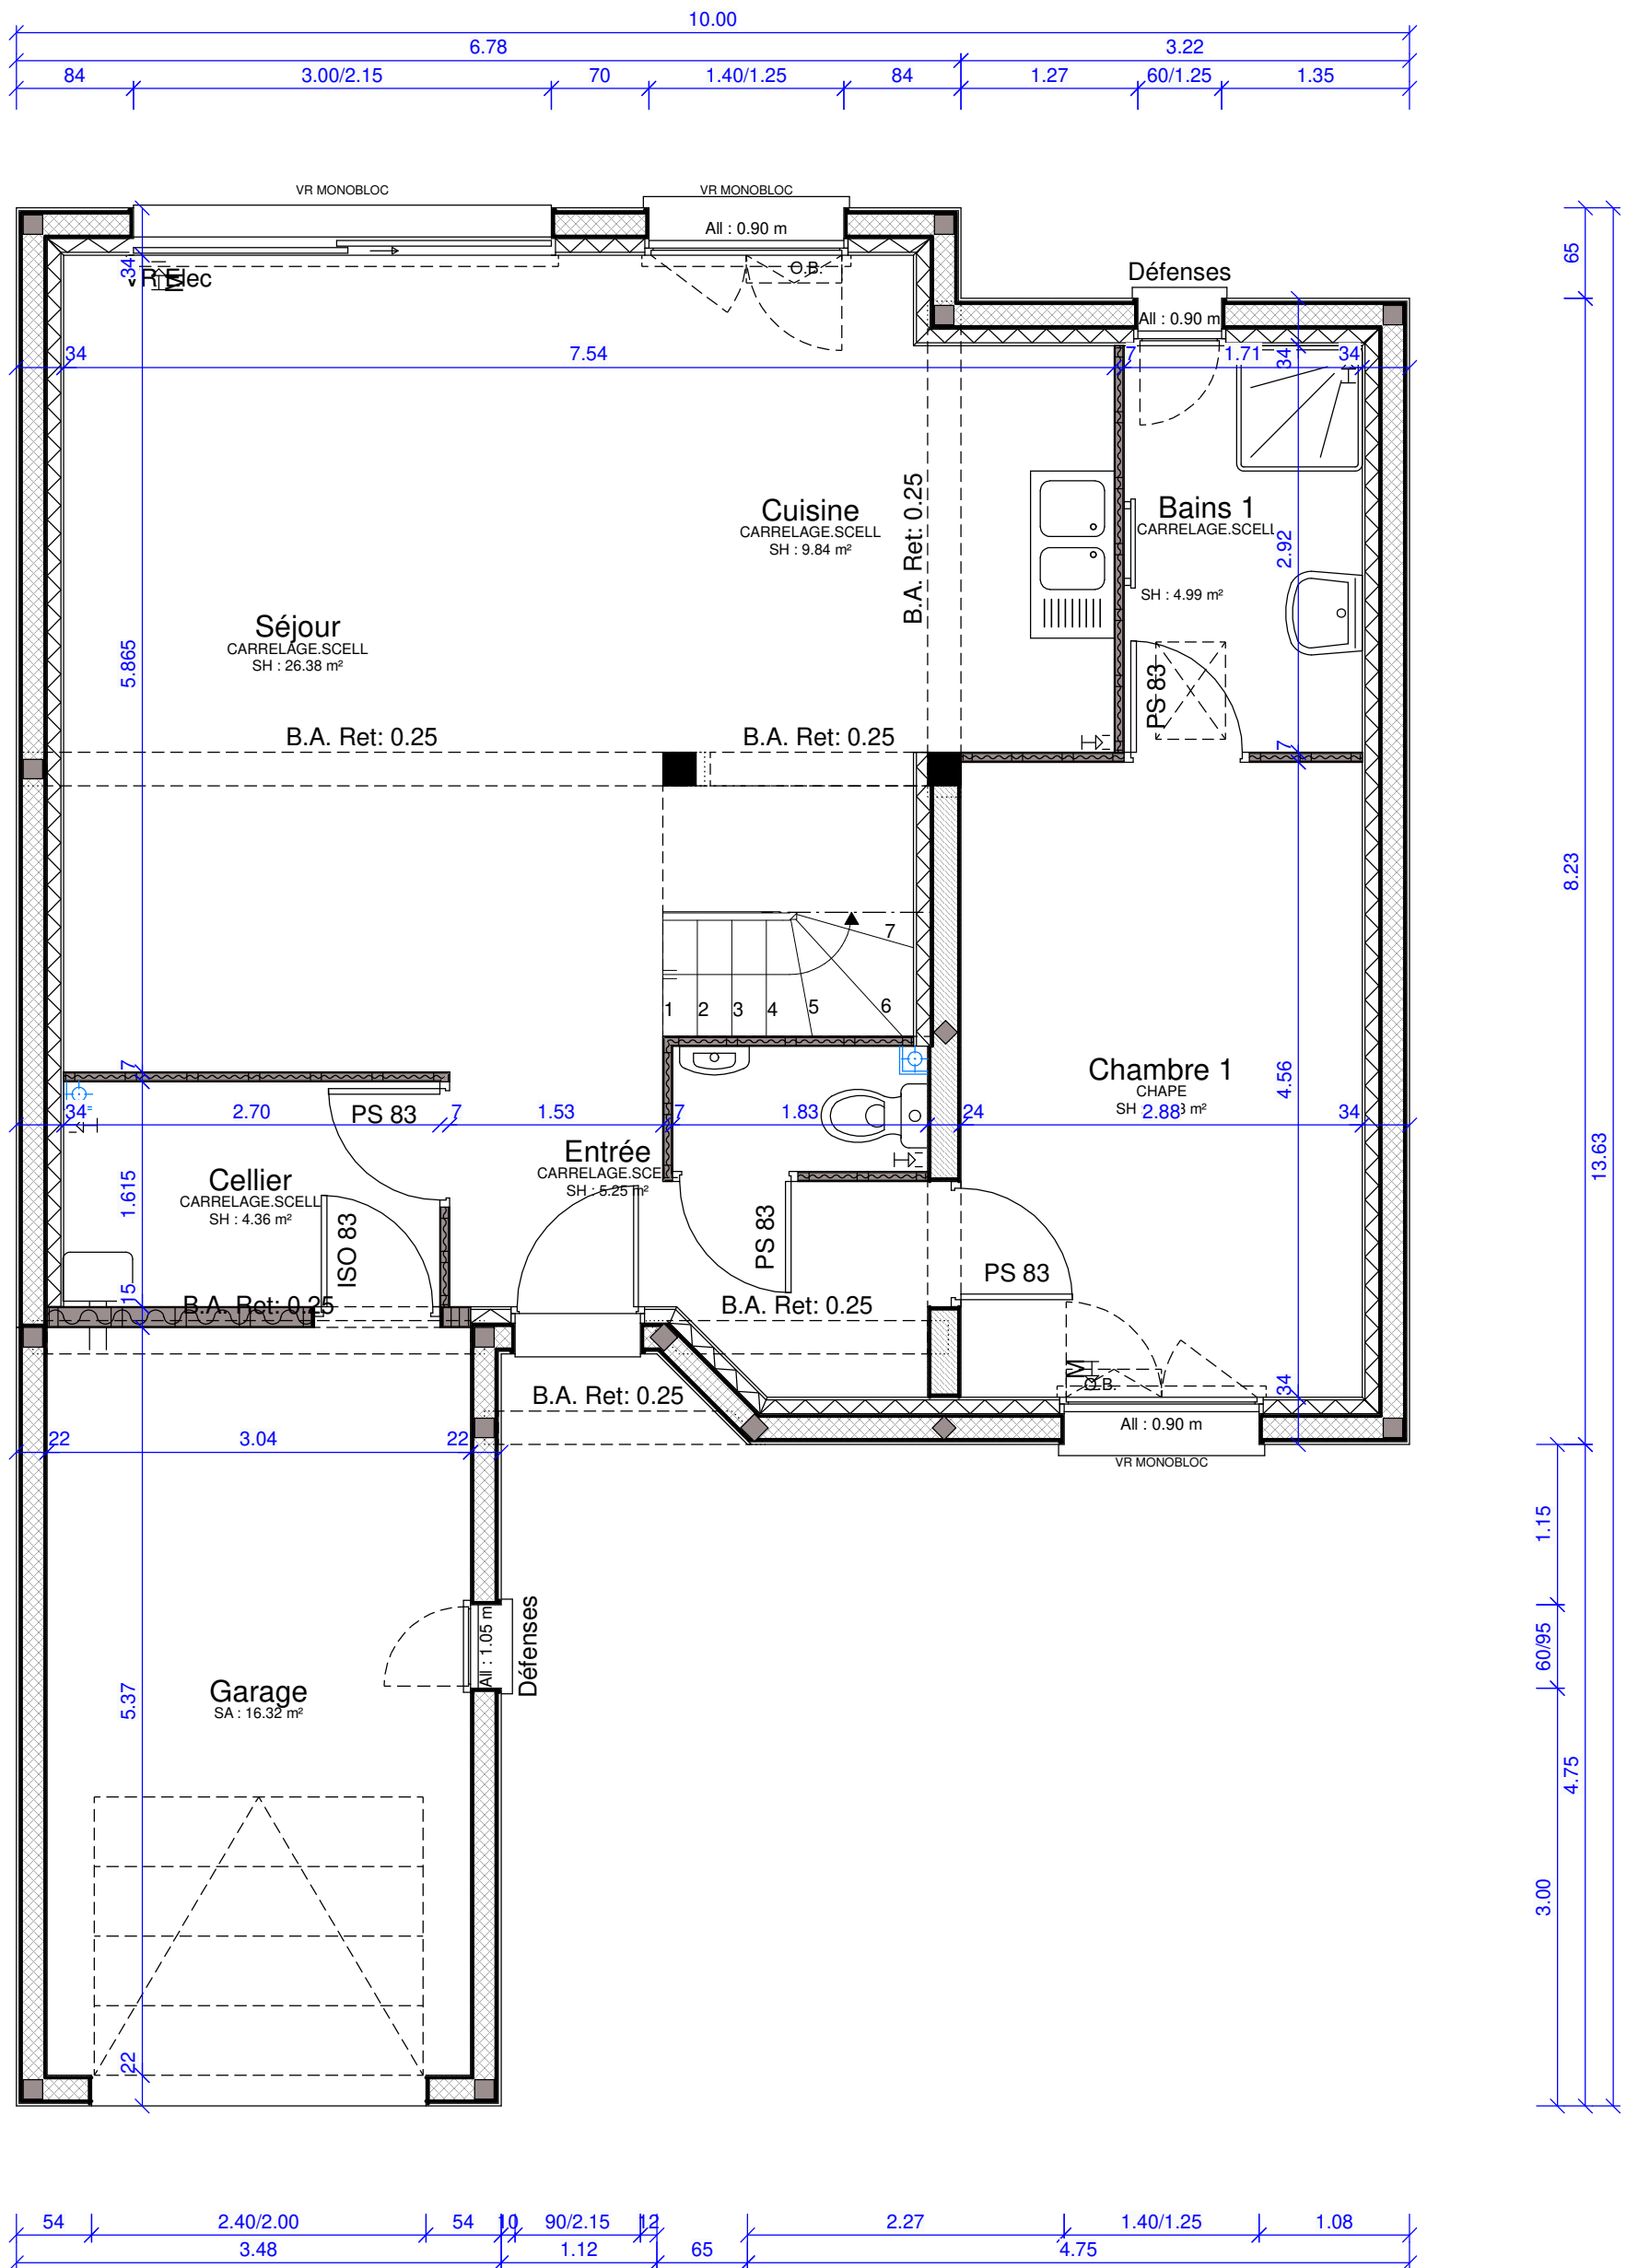 10.00
6.78 3.22
84 3.00/2.15 70 1.40/1.25 84 1.27 60/1.25 1.35
VR MONOBLOC VR MONOBLOC
All : 0.90 m
O.B.
34
VR Elec
Défenses
All : 0.90 m
65
34 7.54 7 1.71 34 34
Cuisine
CARRELAGE.SCELL
SH : 9.84 m²
B.A. Ret: 0.25
Bains 1
CARRELAGE.SCELL
2.92
SH : 4.99 m²
Séjour
CARRELAGE.SCELL
SH : 26.38 m²
5.865
PS 83
B.A. Ret: 0.25 B.A. Ret: 0.25
7
8.23
7
1 2 3 4 5 6
7
Chambre 1
CHAPE
4.56
34 2.70 PS 83 7 1.53 7 1.83 24 2.88 34
13.63
Entrée
CARRELAGE.SCE
SH : 5.25 m²
Cellier
CARRELAGE.SCELL
SH : 4.36 m²
1.615
ISO 83
PS 83
PS 83
15
B.A. Ret: 0.25 B.A. Ret: 0.25
B.A. Ret: 0.25
O.B.
34
All : 0.90 m
VR MONOBLOC
22 3.04 22
1.15
All : 1.05 m
Défenses
60/95
Garage
SA : 16.32 m²
5.37
4.75
3.00
22
54 2.40/2.00 54 10 90/2.15 12 2.27 1.40/1.25 1.08
3.48 1.12 65 4.75